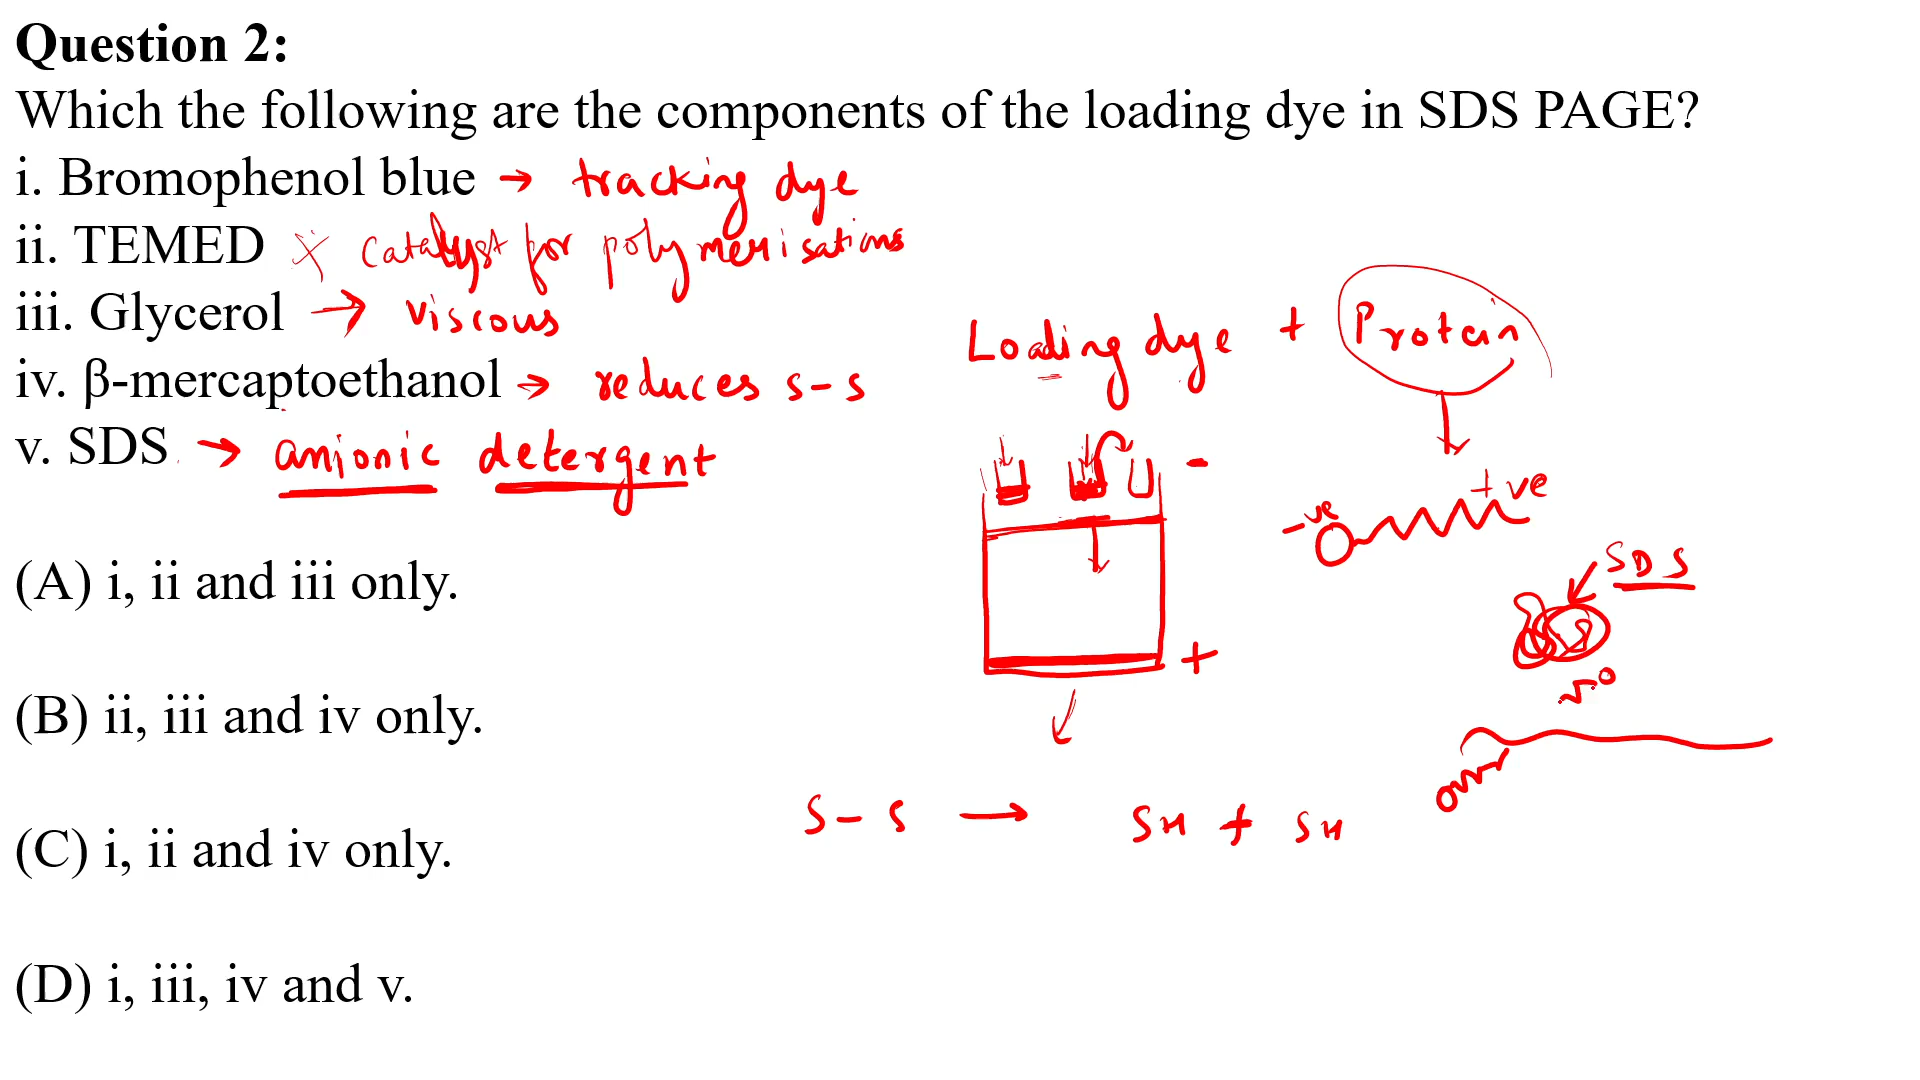 Question 2:
Which the following are the components of the loading dye in SDS PAGE?
i. Bromophenol blue → tracking dye
ii. TEMED × catalyst for polymerisations
iii. Glycerol → viscous
iv. β-mercaptoethanol → reduces s-s
v. SDS → anionic detergent
Loading dye + Protein
-
-ve +ve
SDS
+
S-S → SH + SH
(A) i, ii and iii only.
(B) ii, iii and iv only.
(C) i, ii and iv only.
(D) i, iii, iv and v.